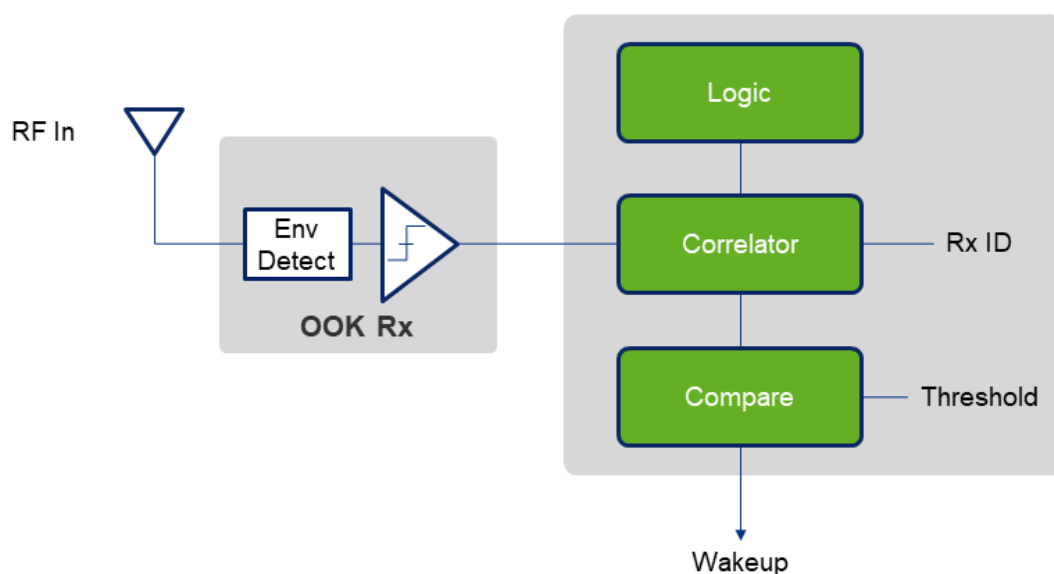 Logic
RF In
Env
Detect
OOK Rx
Correlator
Rx ID
Compare
Threshold
Wakeup